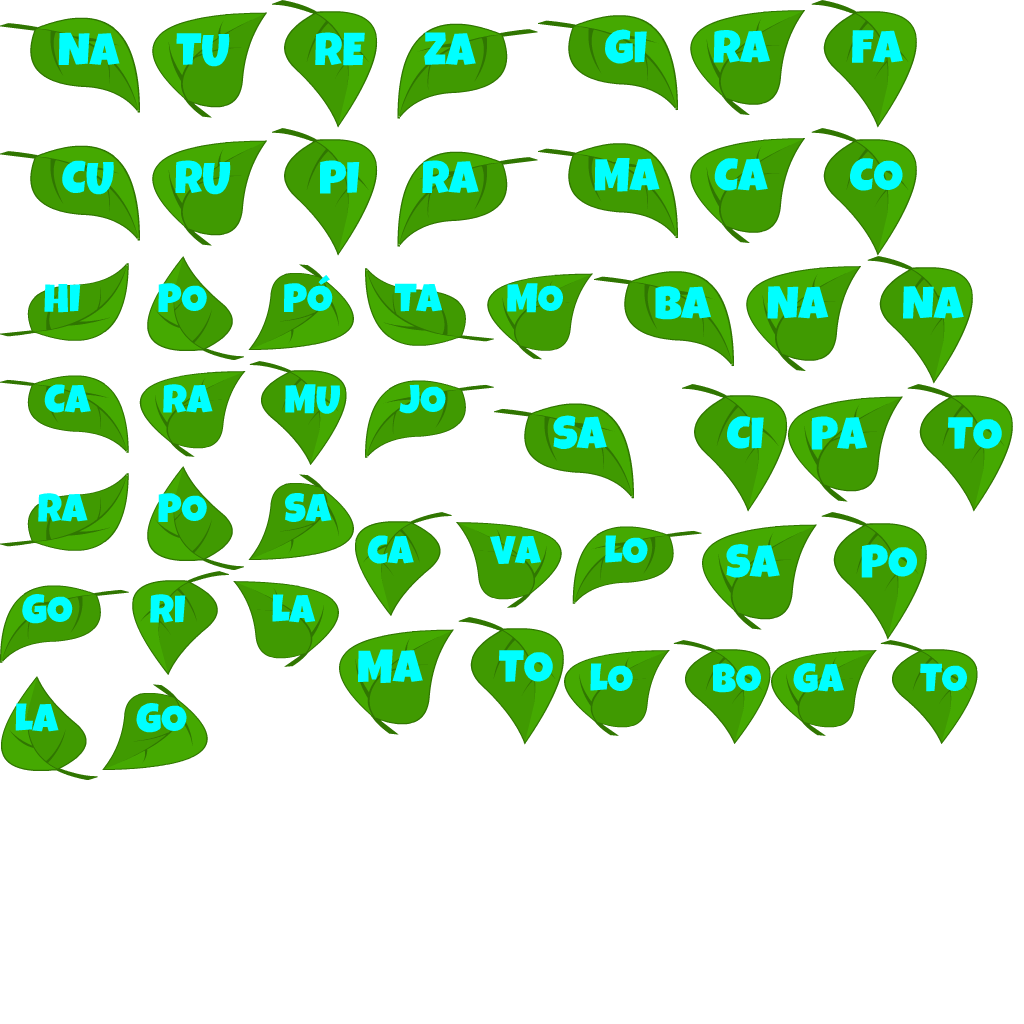 NA TU RE ZA GI RA FA
CU RU PI RA MA CA CO
HI PO PÓ TA MO BA NA NA
CA RA MU JO SA CI PA TO
RA PO SA CA VA LO SA PO
GO RI LA MA TO LO BO GA TO
LA GO